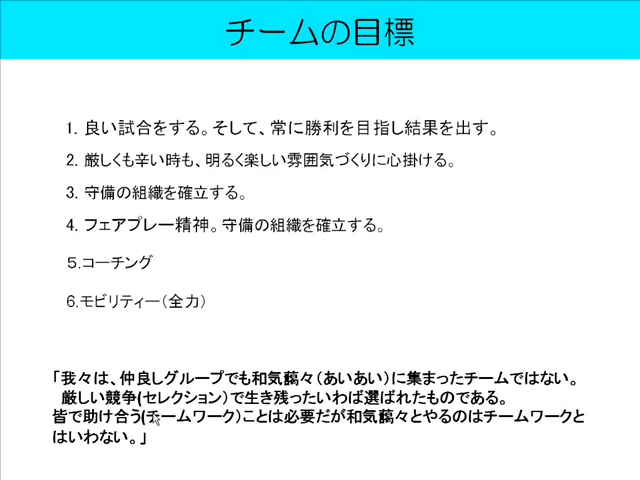 チームの目標
1. 良い試合をする。そして、常に勝利を目指し結果を出す。
2. 厳しくも辛い時も、明るく楽しい雰囲気づくりに心掛ける。
3. 守備の組織を確立する。
4. フェアプレー精神。守備の組織を確立する。
５.コーチング
6.モビリティー（全力）
「我々は、仲良しグループでも和気藹々（あいあい）に集まったチームではない。
厳しい競争(セレクション）で生き残ったいわば選ばれたものである。
皆で助け合う(チームワーク）ことは必要だが和気藹々とやるのはチームワークと
はいわない。」